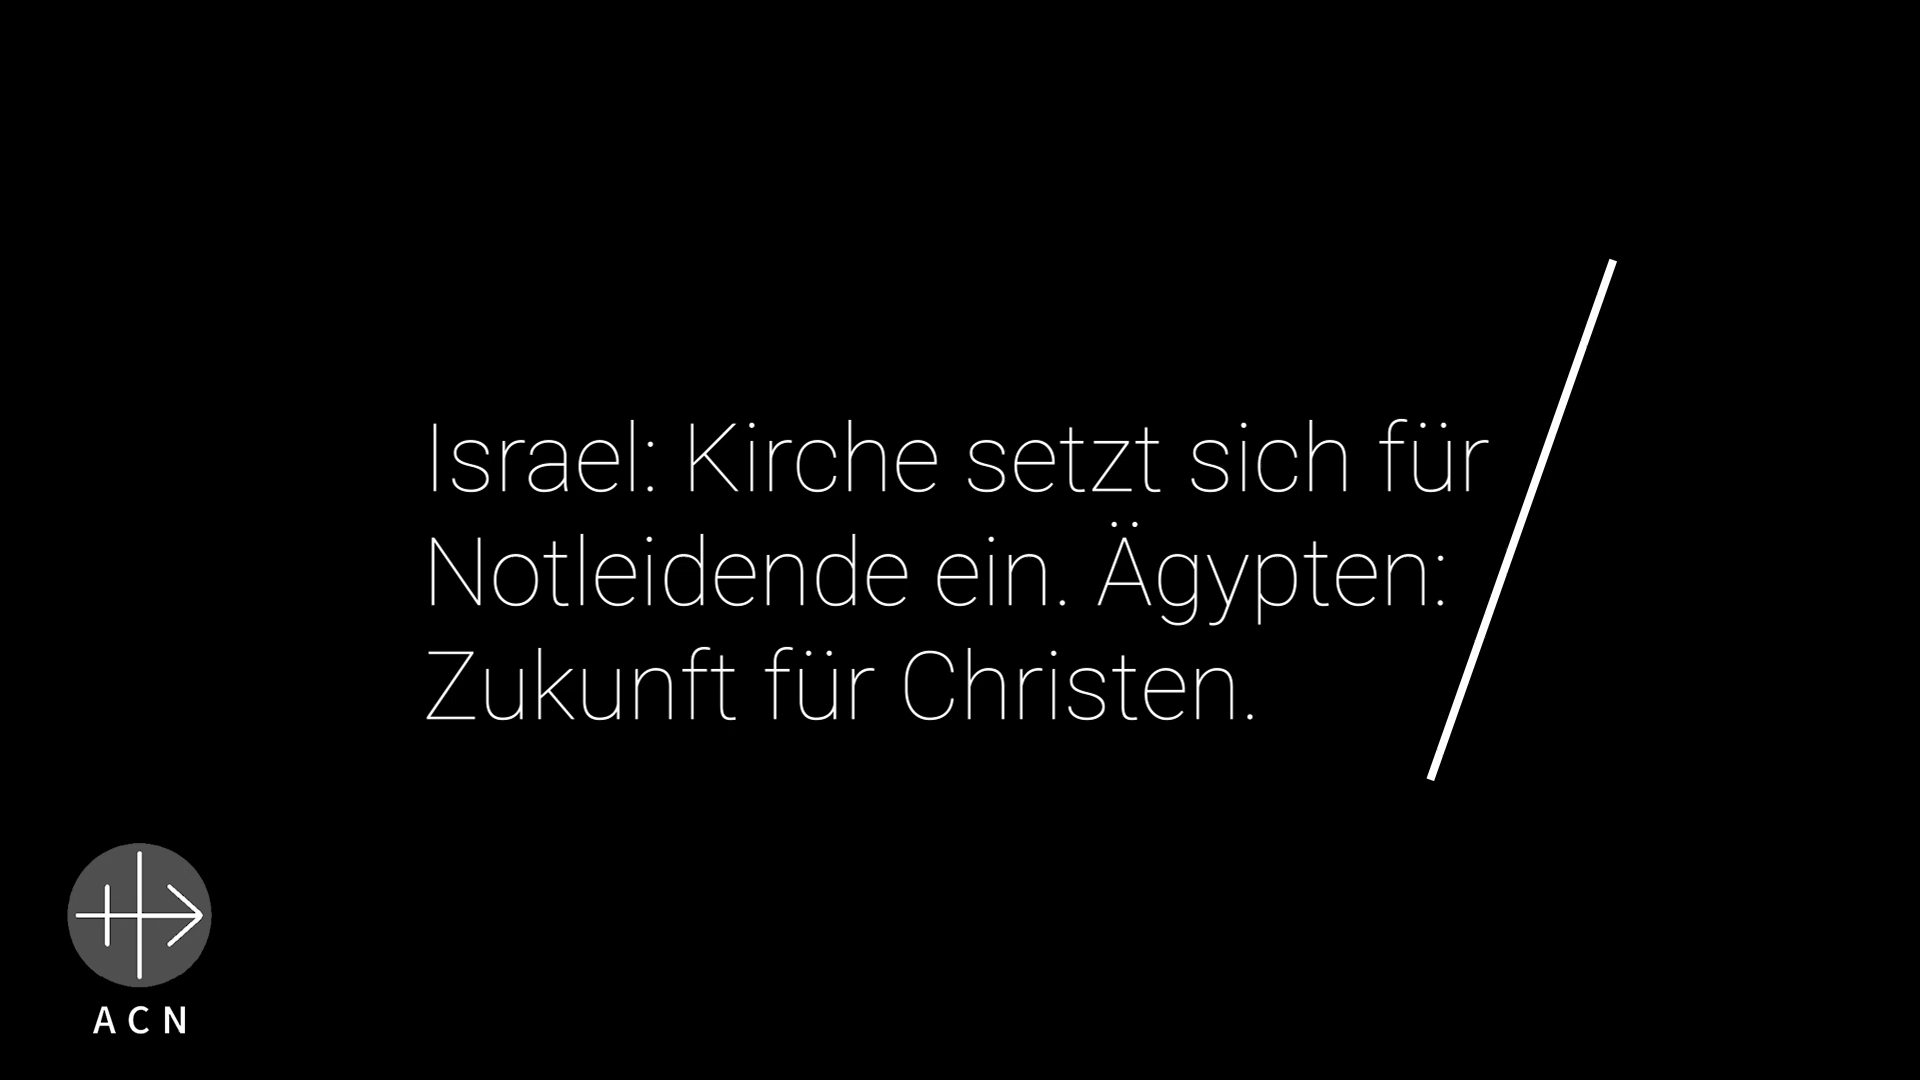 Israel: Kirche setzt sich für
Notleidende ein. Ägypten:
Zukunft für Christen.
ACN